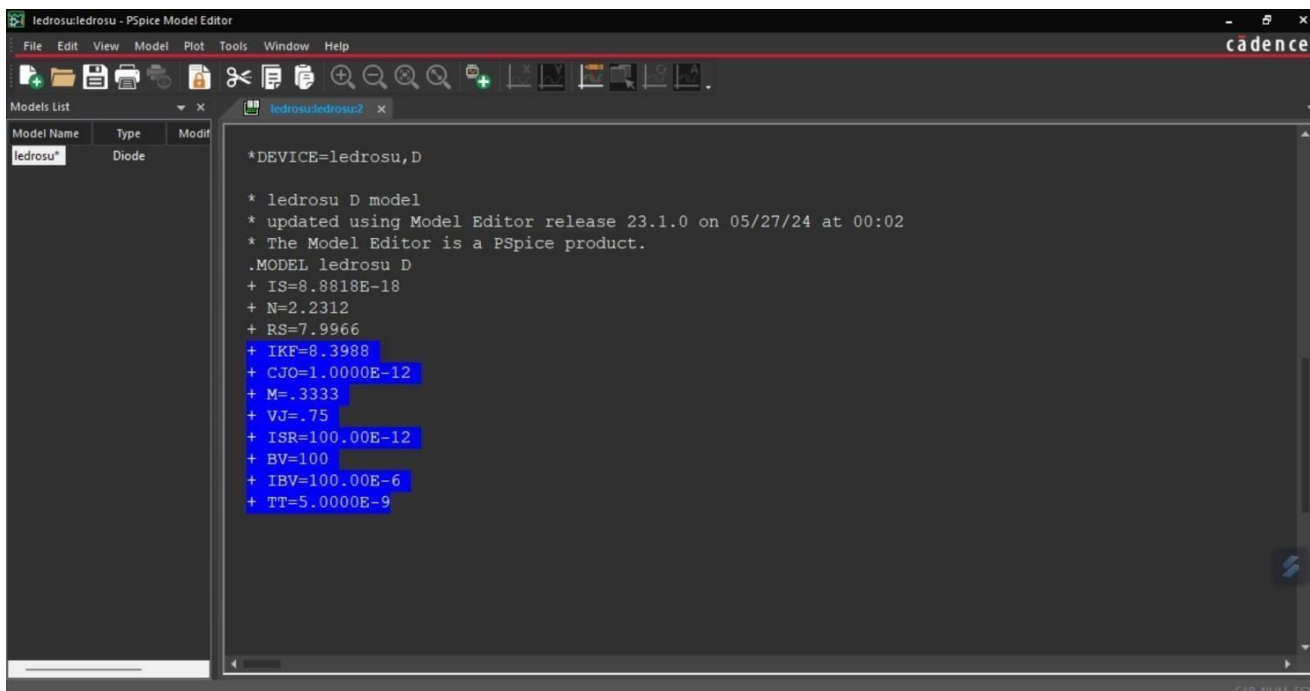 ledrosu:ledrosu - PSpice Model Editor
File Edit View Model Plot Tools Window Help
cādence
Models List
ledrosu:ledrosu:2
Model Name Type Modif
ledrosu* Diode
*DEVICE=ledrosu,D
* ledrosu D model
* updated using Model Editor release 23.1.0 on 05/27/24 at 00:02
* The Model Editor is a PSpice product.
.MODEL ledrosu D
+ IS=8.8818E-18
+ N=2.2312
+ RS=7.9966
+ IKF=8.3988
+ CJO=1.0000E-12
+ M=.3333
+ VJ=.75
+ ISR=100.00E-12
+ BV=100
+ IBV=100.00E-6
+ TT=5.0000E-9